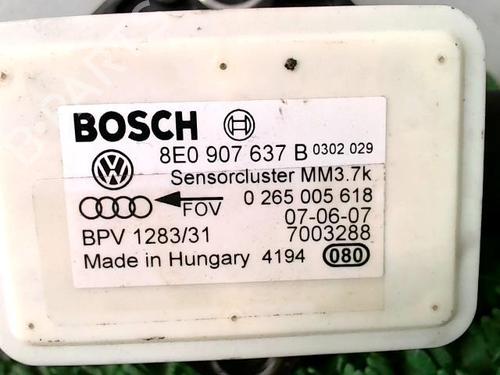 B-PARTS
BOSCH
8E0 907 637 B 0302 029
Sensorcluster MM3.7k
0 265 005 618
FOV
07-06-07
BPV 1283/31 7003288
Made in Hungary 4194 080